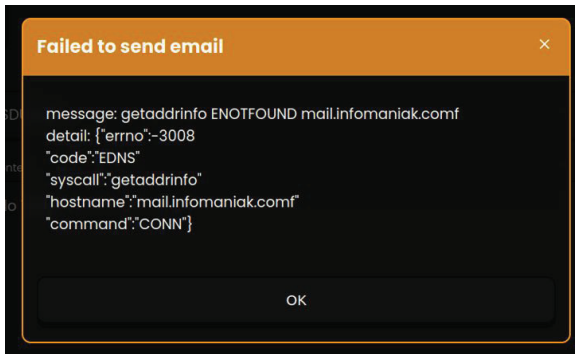 Failed to send email
×
message: getaddrinfo ENOTFOUND mail.infomaniak.comf
detail: {"errno":-3008
"code":"EDNS"
"syscall":"getaddrinfo"
"hostname":"mail.infomaniak.comf"
"command":"CONN"}
OK